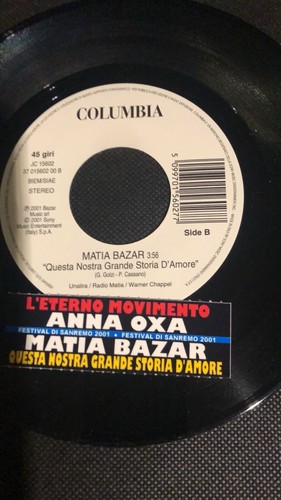 COLUMBIA
45 giri
JC 15602
37 015602 00 B
BIEM/SIAE
STEREO
℗ 2001 Bazar
Music srl
© 2001 Sony
Music Entertainment
(Italy) S.p.A.
5 099701 560277
Side B
MATIA BAZAR 3:56
"Questa Nostra Grande Storia D'Amore"
(G. Golzi - P. Cassano)
Unalira / Radio Matia / Warner Chappel
L'ETERNO MOVIMENTO
ANNA OXA
FESTIVAL DI SANREMO 2001 ★ FESTIVAL DI SANREMO 2001
MATIA BAZAR
QUESTA NOSTRA GRANDE STORIA D'AMORE